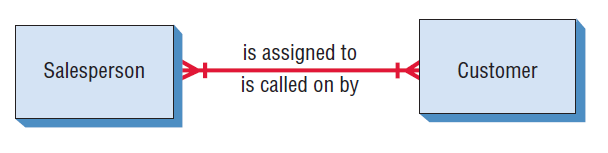 Salesperson
is assigned to
is called on by
Customer